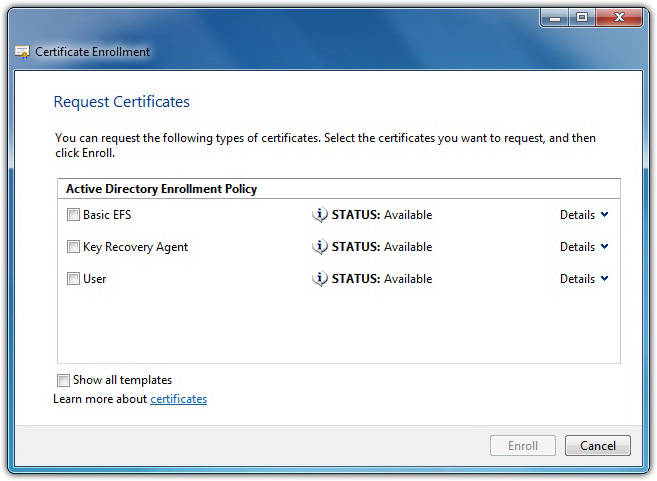 Certificate Enrollment
Request Certificates
You can request the following types of certificates. Select the certificates you want to request, and then
click Enroll.
Active Directory Enrollment Policy
Basic EFS STATUS: Available Details
Key Recovery Agent STATUS: Available Details
User STATUS: Available Details
Show all templates
Learn more about certificates
Enroll Cancel